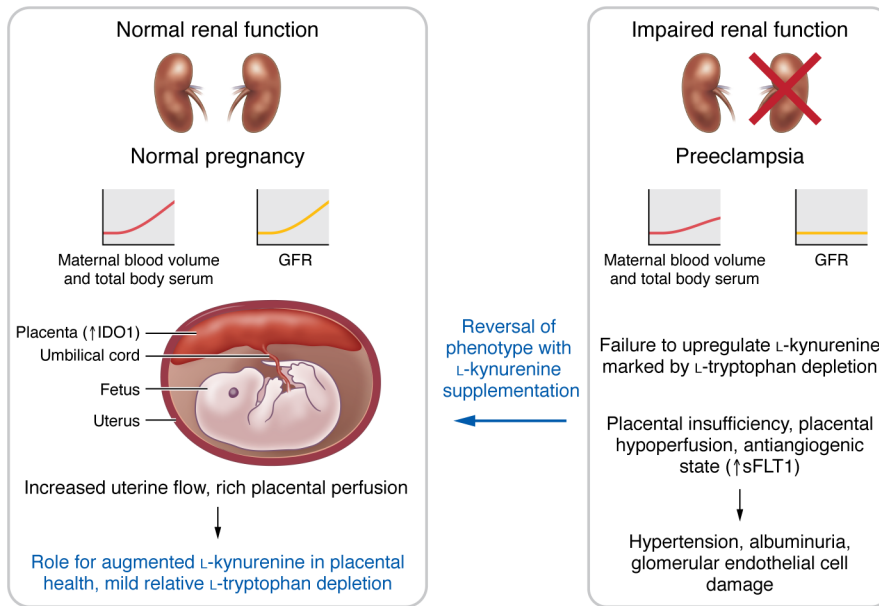 Normal renal function
Normal pregnancy
Maternal blood volume
and total body serum
GFR
Placenta (↑IDO1)
Umbilical cord
Fetus
Uterus
Increased uterine flow, rich placental perfusion
Role for augmented L-kynurenine in placental
health, mild relative L-tryptophan depletion
Reversal of
phenotype with
L-kynurenine
supplementation
Impaired renal function
Preeclampsia
Maternal blood volume
and total body serum
GFR
Failure to upregulate L-kynurenine
marked by L-tryptophan depletion
Placental insufficiency, placental
hypoperfusion, antiangiogenic
state (↑sFLT1)
Hypertension, albuminuria,
glomerular endothelial cell
damage